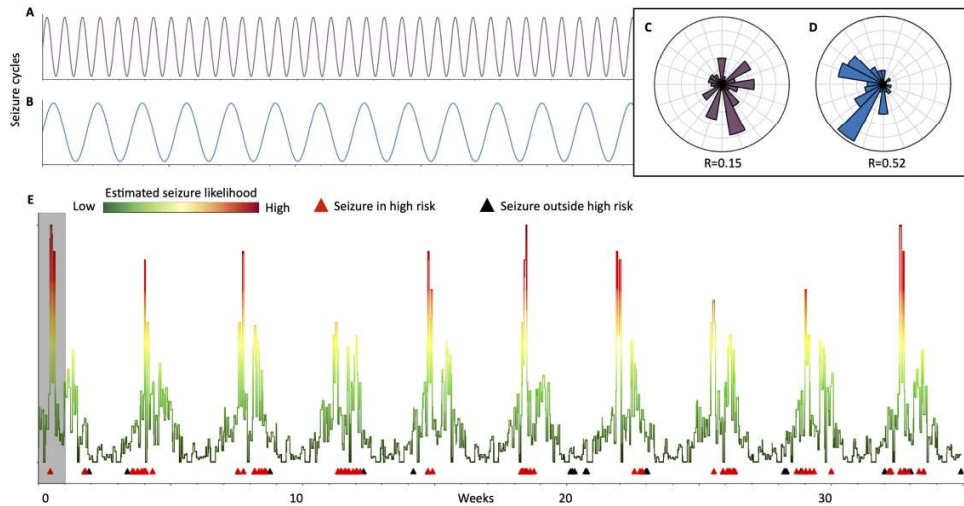 A
B
Seizure cycles
C
D
R=0.15
R=0.52
E
Estimated seizure likelihood
Low
High
Seizure in high risk
Seizure outside high risk
0
10
Weeks
20
30